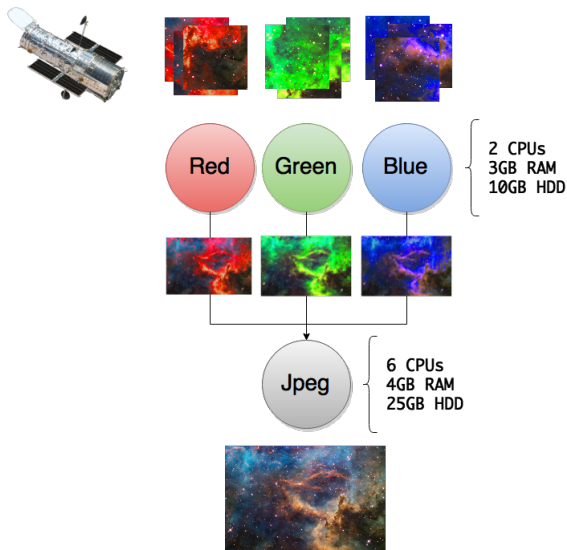 Red
Green
Blue
2 CPUs
3GB RAM
10GB HDD
Jpeg
6 CPUs
4GB RAM
25GB HDD